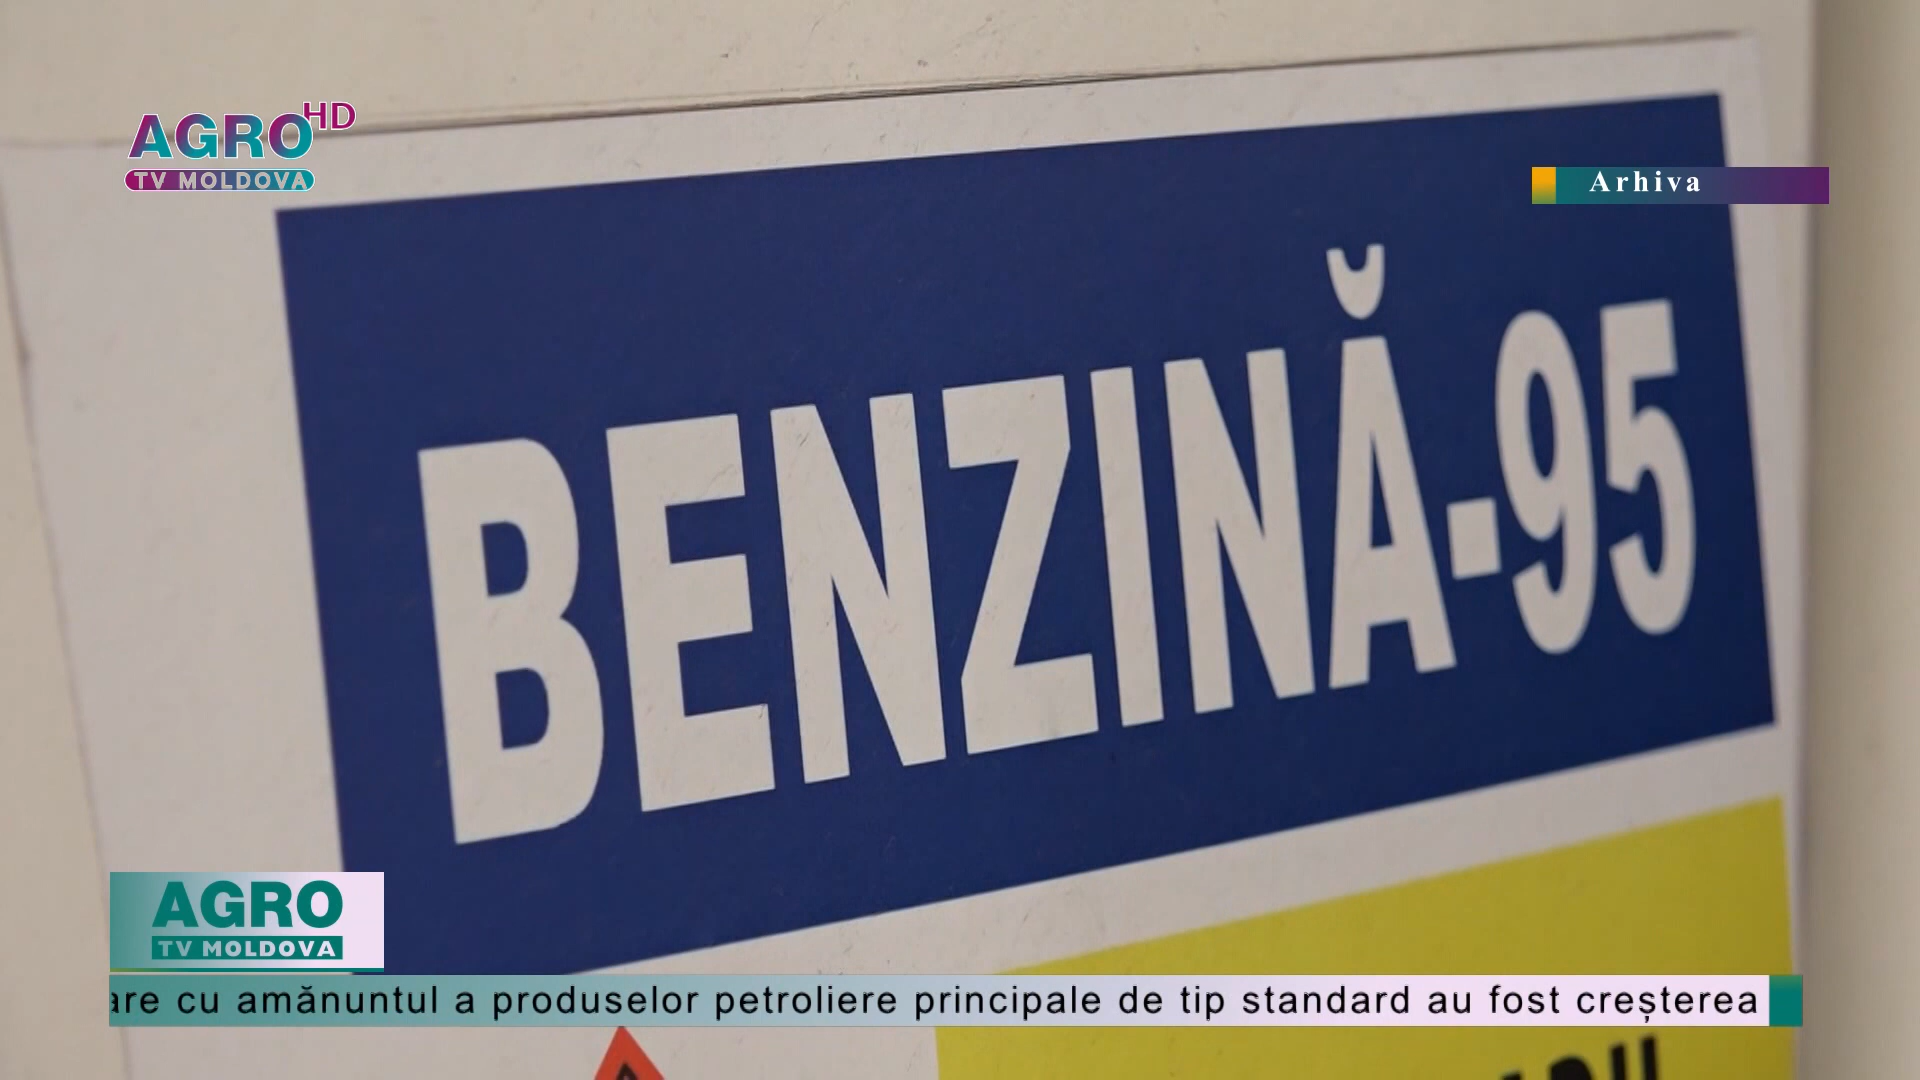 AGRO HD
TV MOLDOVA
Arhiva
BENZINĂ-95
AGRO
TV MOLDOVA
cu amănuntul a produselor petroliere principale de tip standard au fost creșterea